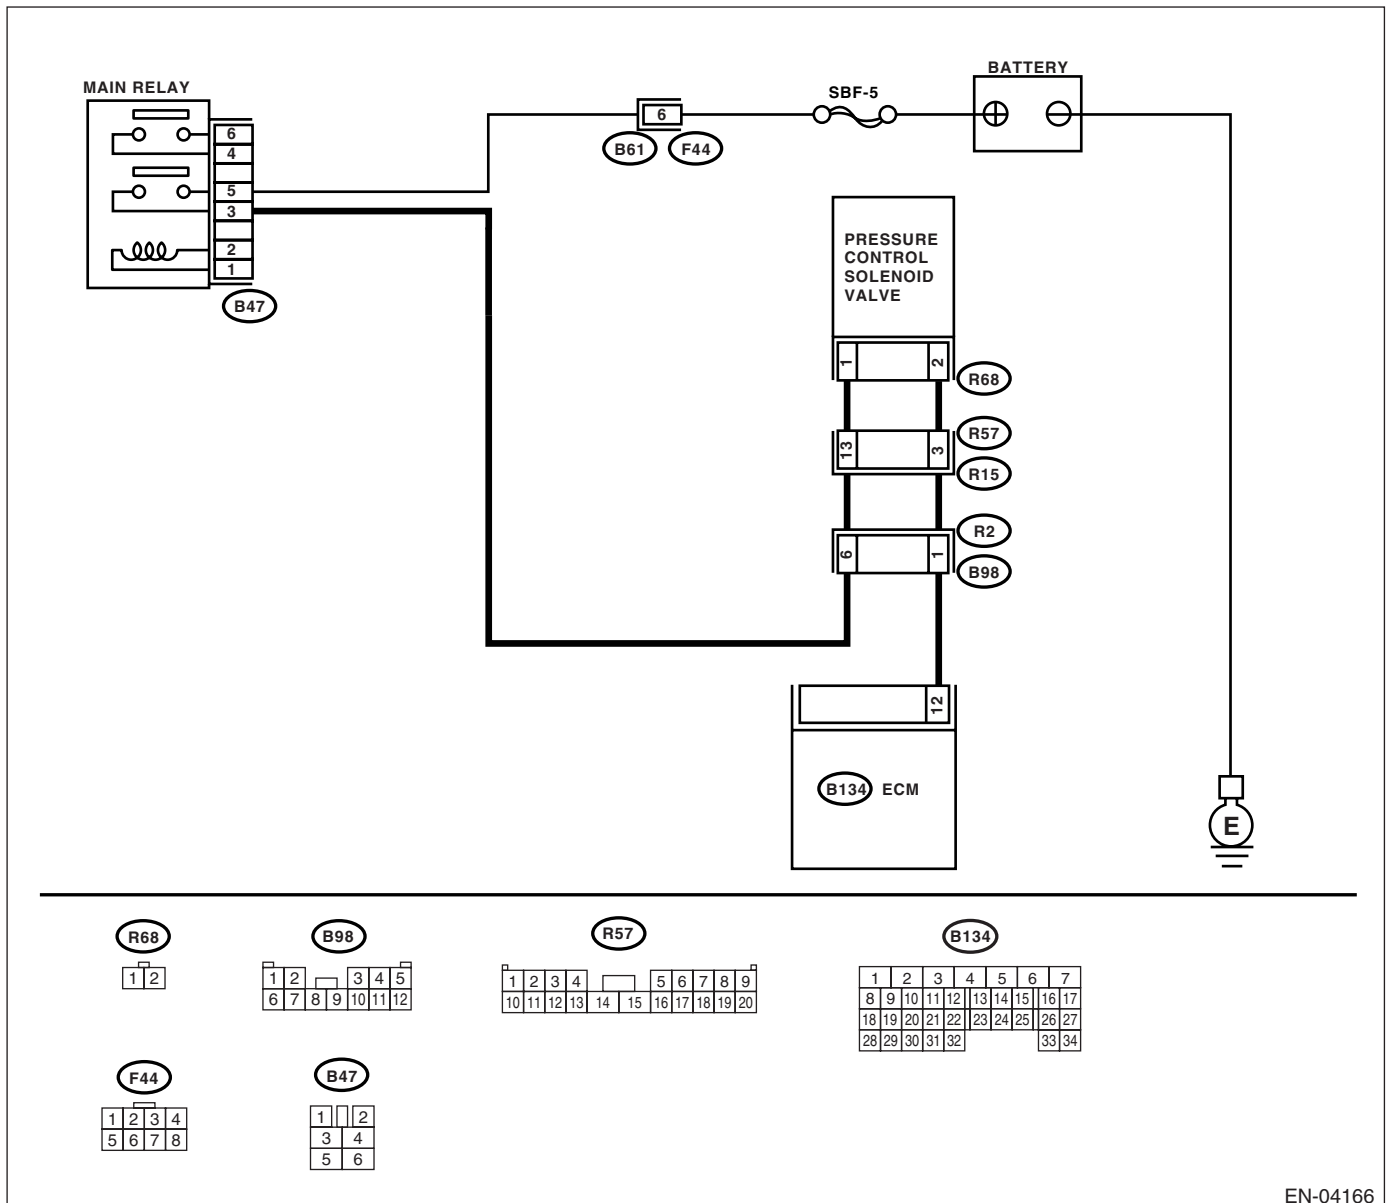 BATTERY
MAIN RELAY
SBF-5
6
B61
F44
6
4
5
3
2
1
B47
PRESSURE
CONTROL
SOLENOID
VALVE
1 2
R68
13 3
R57
R15
R2
6 1
B98
12
B134 ECM
E
R68
1 2
B98
1 2 3 4 5
6 7 8 9 10 11 12
R57
1 2 3 4 5 6 7 8 9
10 11 12 13 14 15 16 17 18 19 20
B134
1 2 3 4 5 6 7
8 9 10 11 12 13 14 15 16 17
18 19 20 21 22 23 24 25 26 27
28 29 30 31 32 33 34
F44
1 2 3 4
5 6 7 8
B47
1 2
3 4
5 6
EN-04166